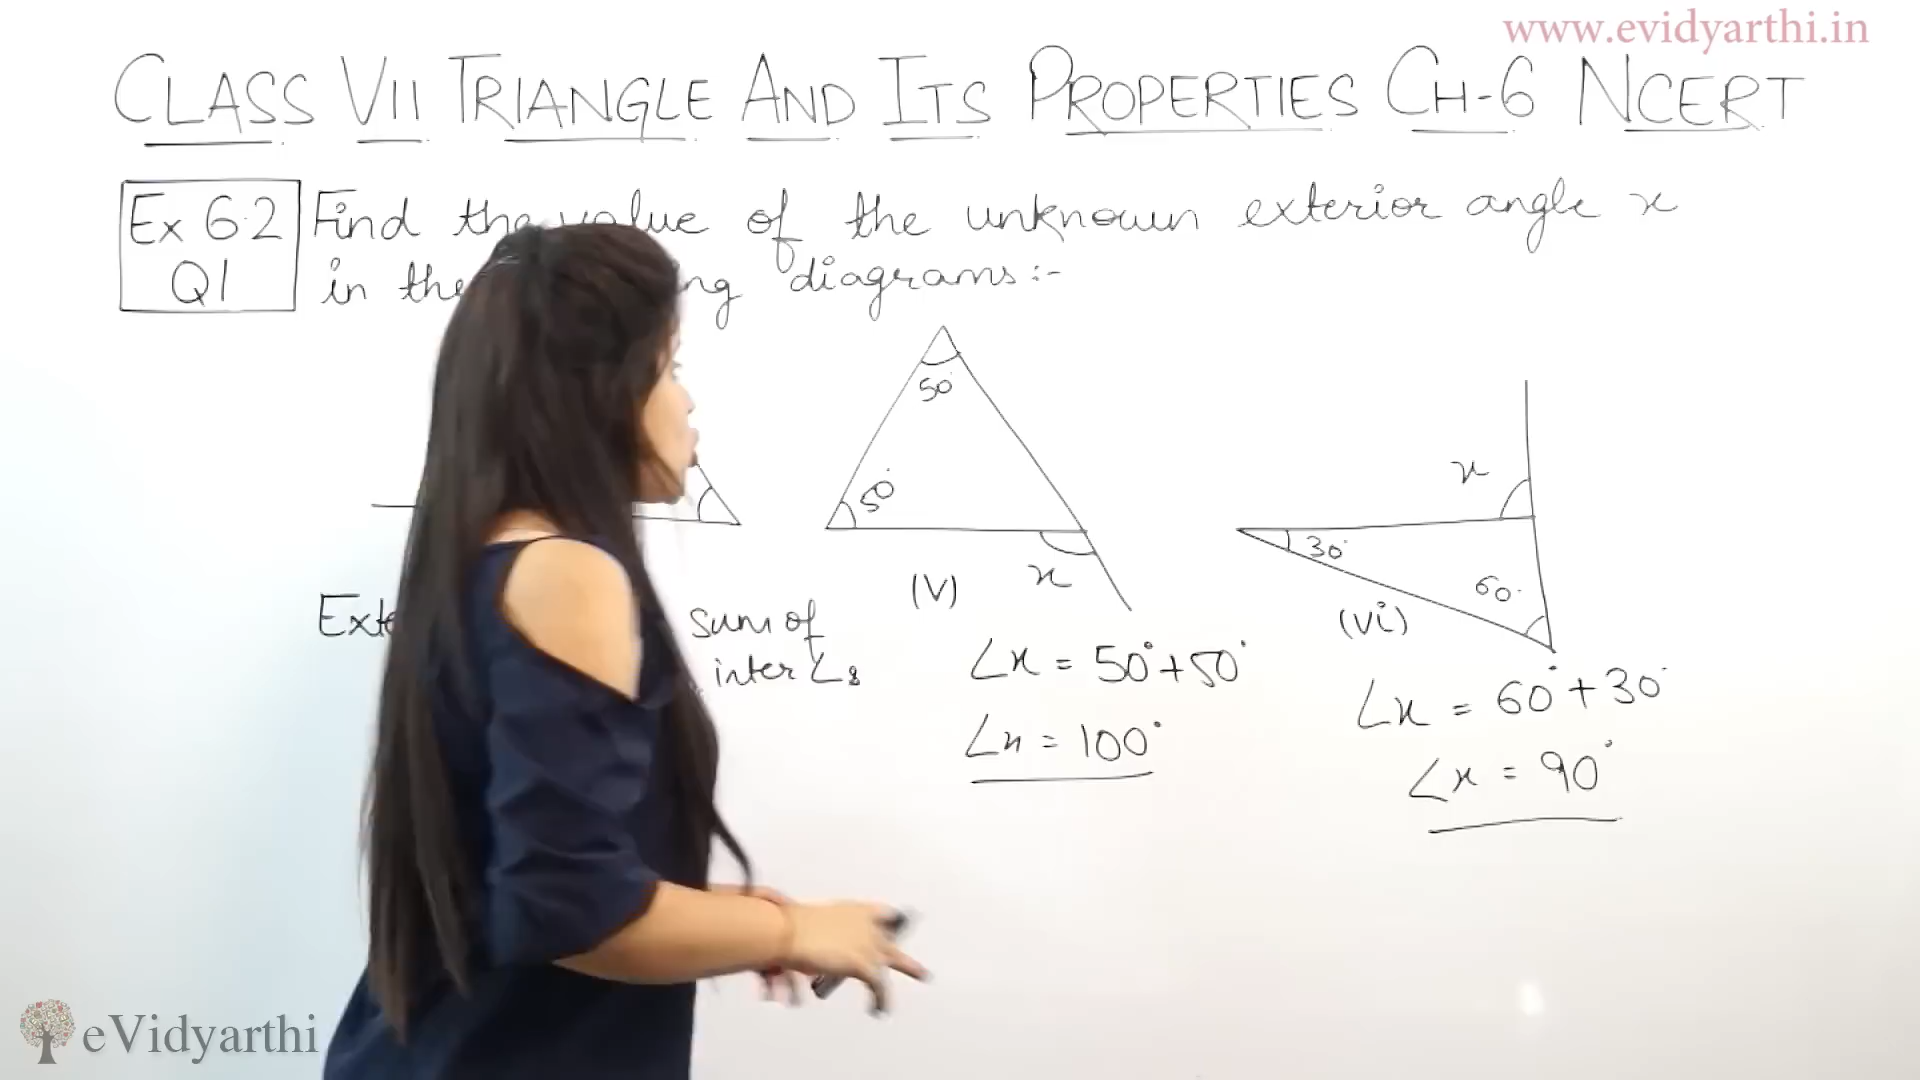 www.evidyarthi.in
CLASS VII TRIANGLE AND ITS PROPERTIES CH-6 NCERT
Ex 6.2
Q1
Find the value of the unknown exterior angle x
in the diagrams:-
50°
50°
x
(V)
x
30°
60°
(Vi)
sum of
inter ∠s
∠x = 50°+50°
∠x = 100°
∠x = 60°+30°
∠x = 90°
eVidyarthi